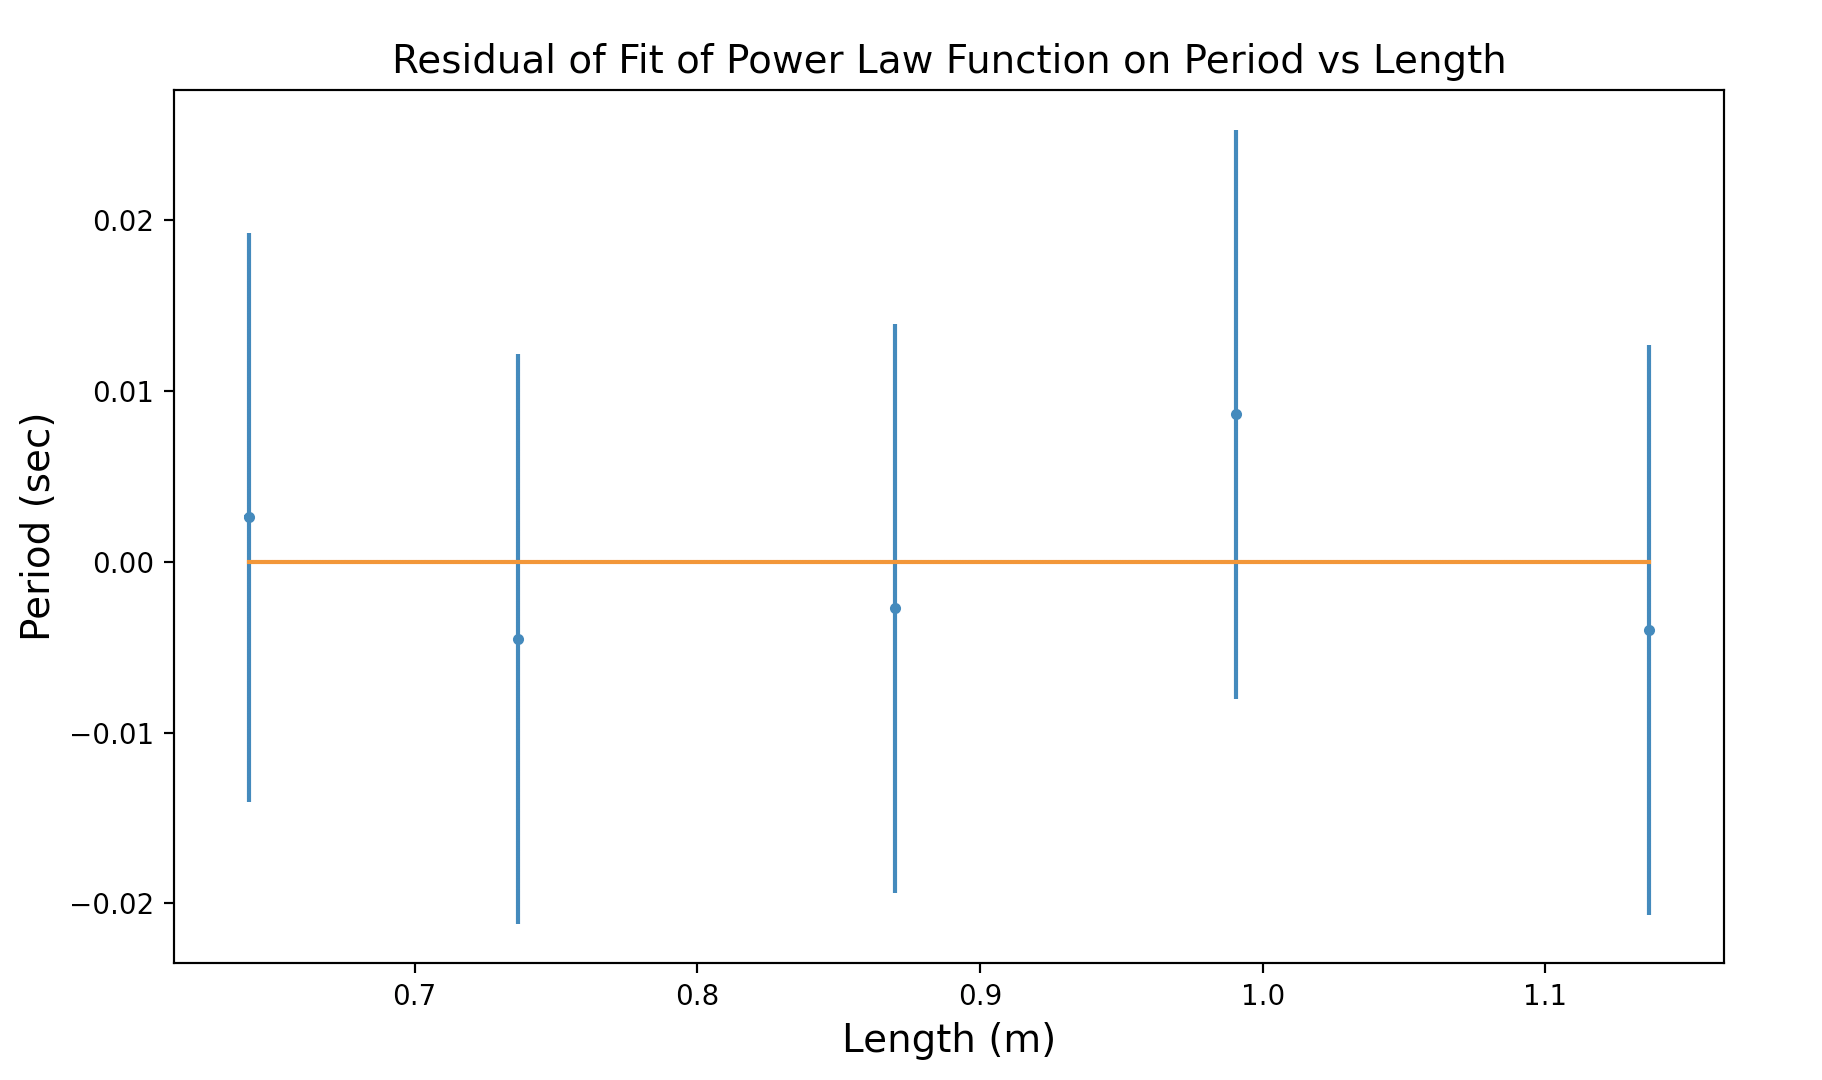 Residual of Fit of Power Law Function on Period vs Length
Period (sec)
0.02
0.01
0.00
−0.01
−0.02
0.7 0.8 0.9 1.0 1.1
Length (m)